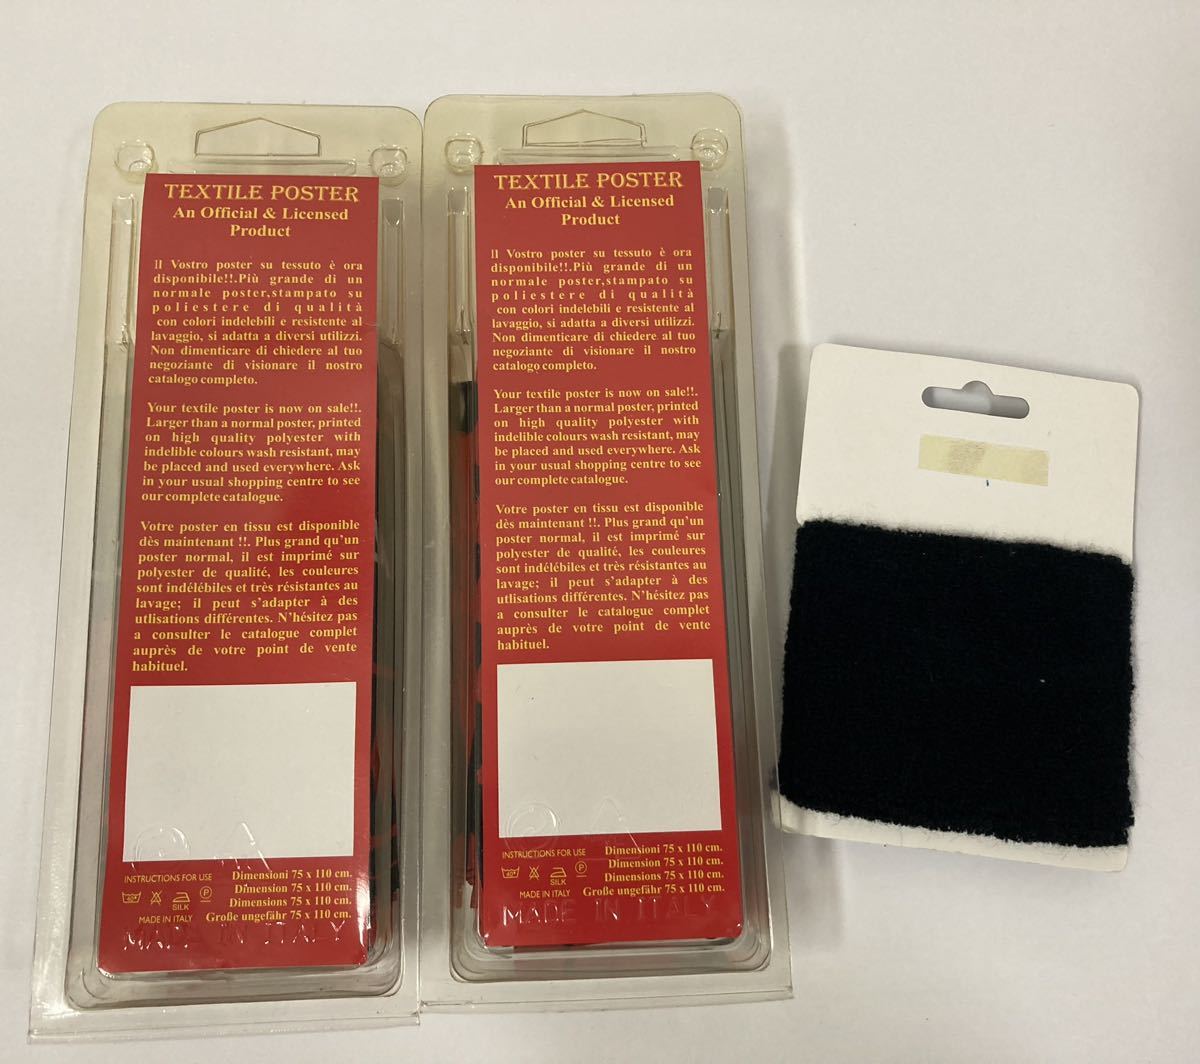 TEXTILE POSTER
An Official & Licensed
Product
Il Vostro poster su tessuto è ora
disponibile!!.Più grande di un
normale poster,stampato su
poliestere di qualità
con colori indelebili e resistente al
lavaggio, si adatta a diversi utilizzi.
Non dimenticare di chiedere al tuo
negoziante di visionare il nostro
catalogo completo.
Your textile poster is now on sale!!.
Larger than a normal poster, printed
on high quality polyester with
indelible colours wash resistant, may
be placed and used everywhere. Ask
in your usual shopping centre to see
our complete catalogue.
Votre poster en tissu est disponible
dès maintenant !!. Plus grand qu'un
poster normal, il est imprimé sur
polyester de qualité, les couleurs
sont indélébiles et très résistantes au
lavage; il peut s'adapter à des
utlisations différentes. N'hésitez pas
a consulter le catalogue complet
auprès de votre point de vente
habituel.
INSTRUCTIONS FOR USE
40°
SILK
P
MADE IN ITALY
Dimensioni 75 x 110 cm.
Dimension 75 x 110 cm.
Dimensions 75 x 110 cm.
Große ungefähr 75 x 110 cm.
MADE IN ITALY
TEXTILE POSTER
An Official & Licensed
Product
Il Vostro poster su tessuto è ora
disponibile!!.Più grande di un
normale poster,stampato su
poliestere di qualità
con colori indelebili e resistente al
lavaggio, si adatta a diversi utilizzi.
Non dimenticare di chiedere al tuo
negoziante di visionare il nostro
catalogo completo.
Your textile poster is now on sale!!.
Larger than a normal poster, printed
on high quality polyester with
indelible colours wash resistant, may
be placed and used everywhere. Ask
in your usual shopping centre to see
our complete catalogue.
Votre poster en tissu est disponible
dès maintenant !!. Plus grand qu'un
poster normal, il est imprimé sur
polyester de qualité, les couleurs
sont indélébiles et très résistantes au
lavage; il peut s'adapter à des
utlisations différentes. N'hésitez pas
a consulter le catalogue complet
auprès de votre point de vente
habituel.
INSTRUCTIONS FOR USE
40°
SILK
P
MADE IN ITALY
Dimensioni 75 x 110 cm.
Dimension 75 x 110 cm.
Dimensions 75 x 110 cm.
Große ungefähr 75 x 110 cm.
MADE IN ITALY